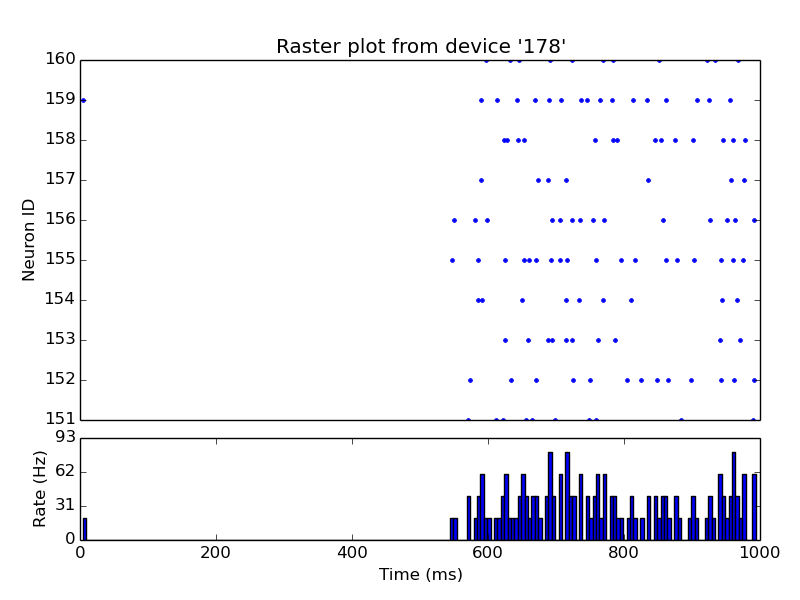 Raster plot from device '178'
160
159
158
157
156
155
154
153
152
151
Neuron ID
93
62
31
0
Rate (Hz)
0 200 400 600 800 1000
Time (ms)